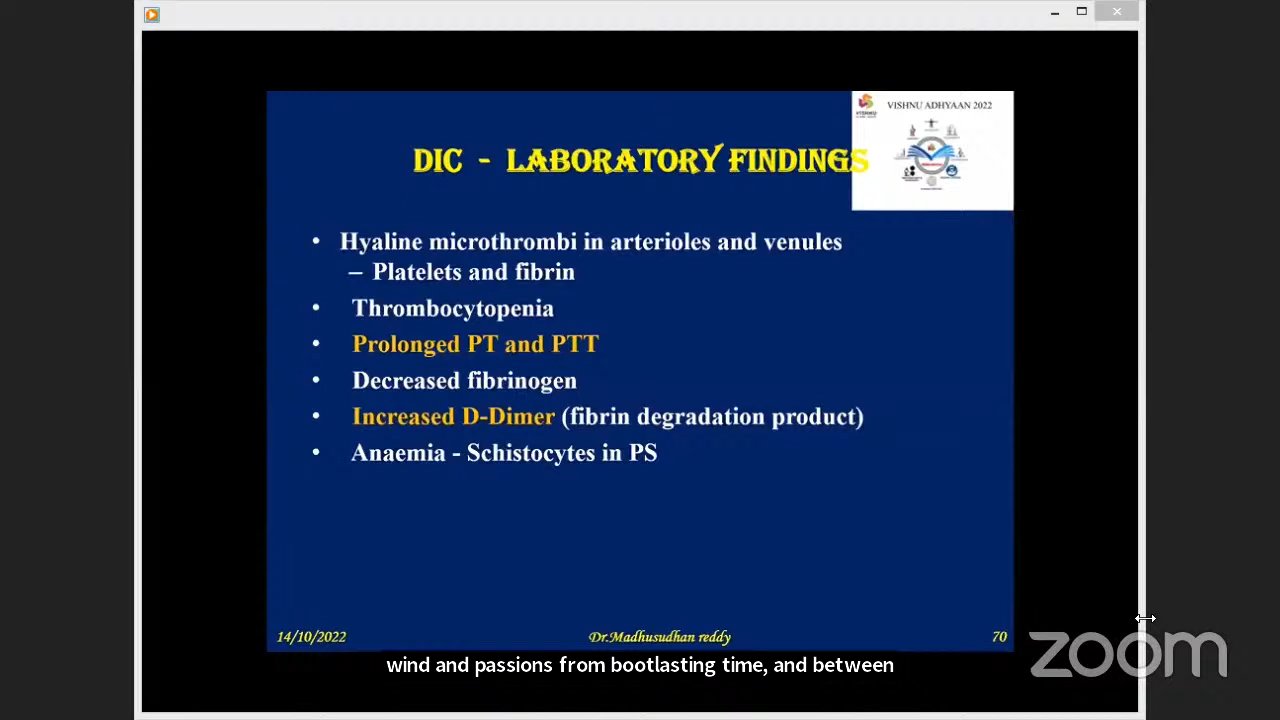 VISHNU ADHYAAN 2022
DIC - LABORATORY FINDINGS
• Hyaline microthrombi in arterioles and venules
– Platelets and fibrin
• Thrombocytopenia
• Prolonged PT and PTT
• Decreased fibrinogen
• Increased D-Dimer (fibrin degradation product)
• Anaemia - Schistocytes in PS
14/10/2022 Dr.Madhusudhan reddy 70
wind and passions from bootlasting time, and between
zoom